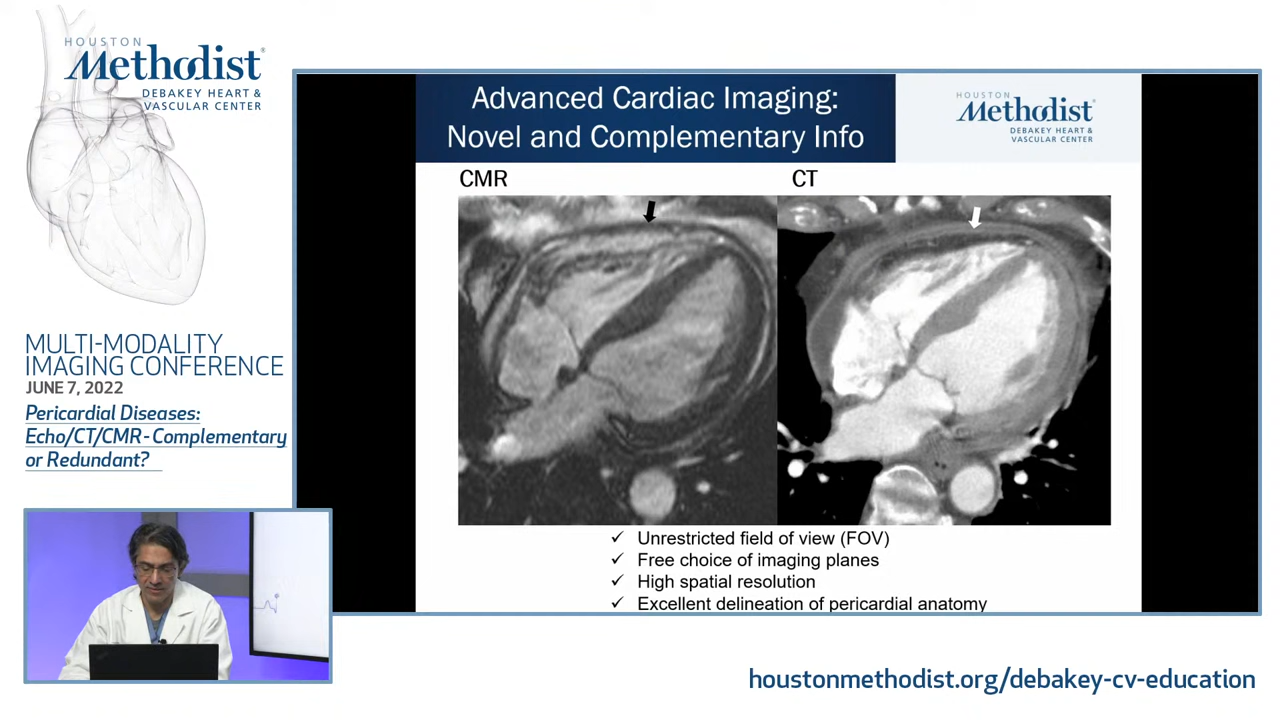 HOUSTON
Methodist®
DEBAKEY HEART &
VASCULAR CENTER
MULTI-MODALITY
IMAGING CONFERENCE
JUNE 7, 2022
Pericardial Diseases:
Echo/CT/CMR-Complementary
or Redundant?
Advanced Cardiac Imaging:
Novel and Complementary Info
HOUSTON
Methodist®
DEBAKEY HEART &
VASCULAR CENTER
CMR
CT
✓ Unrestricted field of view (FOV)
✓ Free choice of imaging planes
✓ High spatial resolution
✓ Excellent delineation of pericardial anatomy
houstonmethodist.org/debakey-cv-education